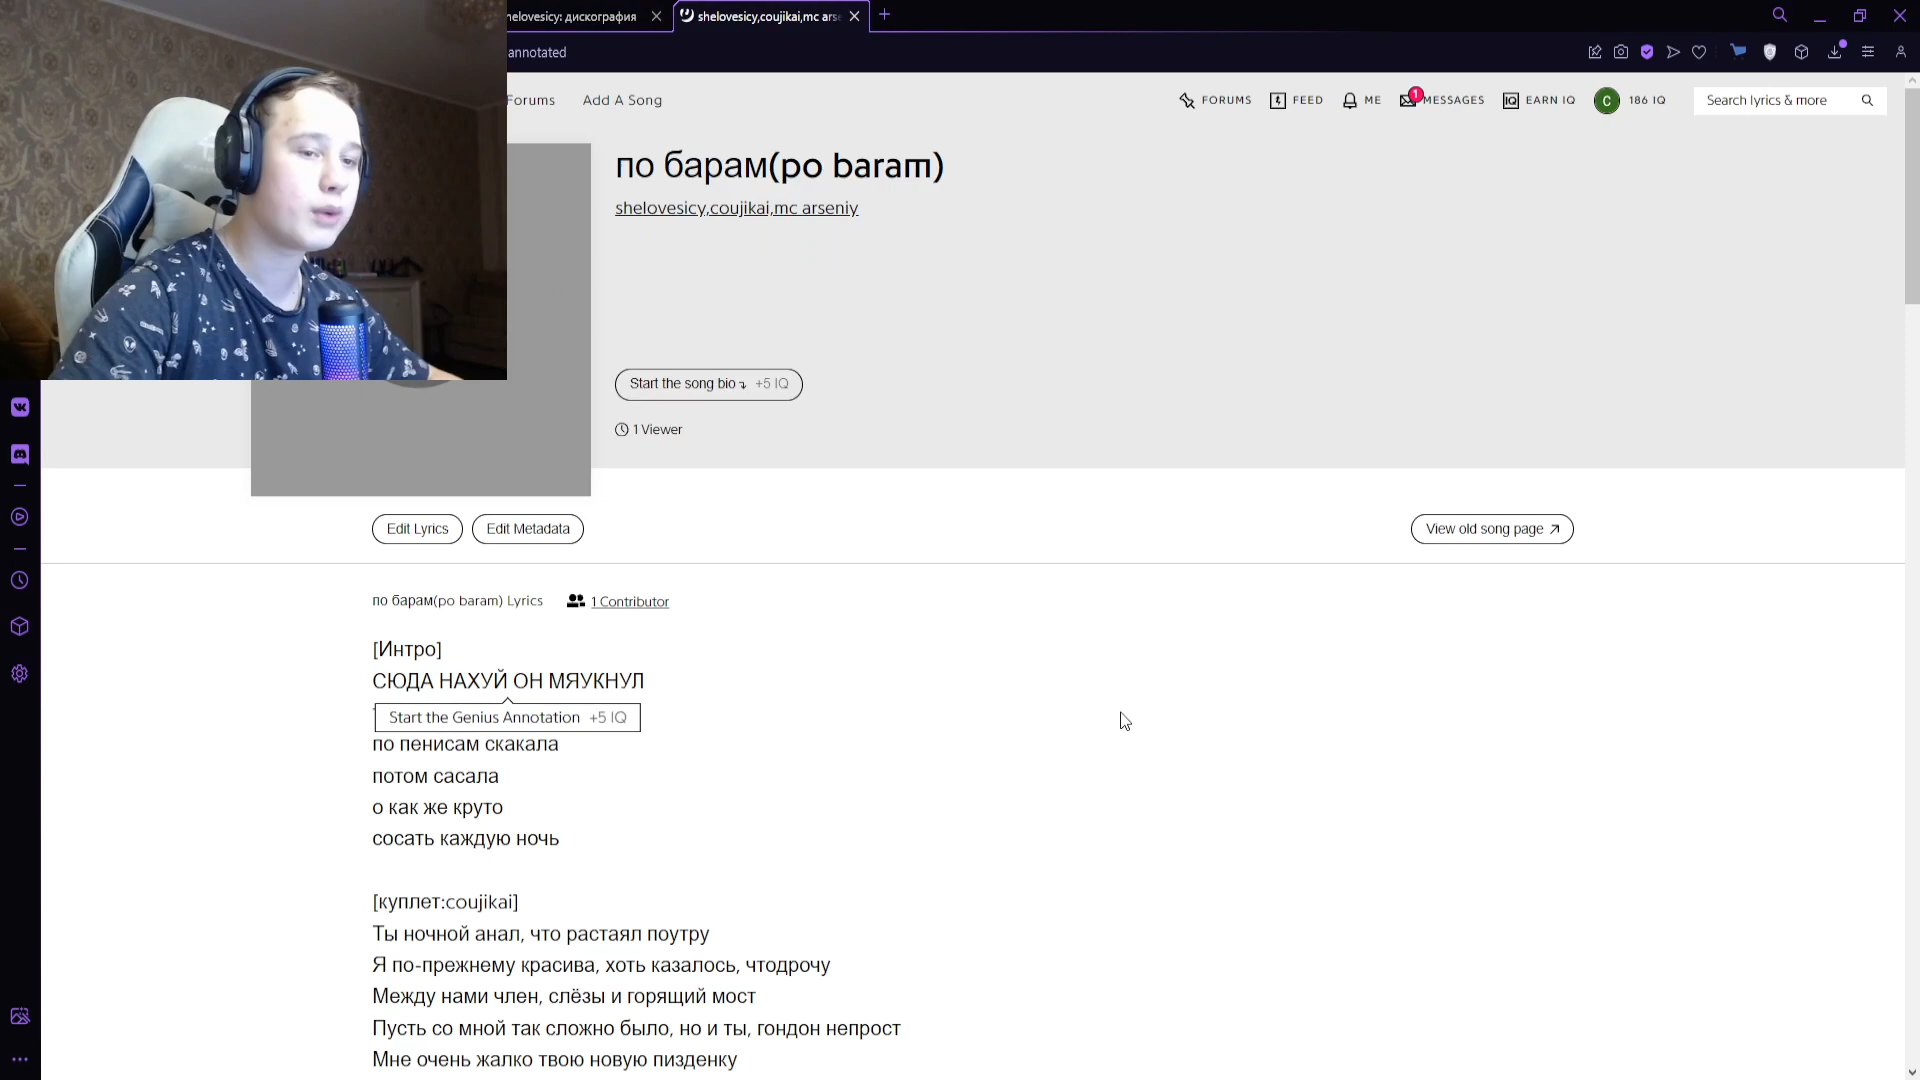 helovesicy: дискография
shelovesicy,coujikai,mc ars
annotated
Forums
Add A Song
FORUMS
FEED
ME
1
MESSAGES
EARN IQ
C
186 IQ
Search lyrics & more
по барам(po baram)
shelovesicy,coujikai,mc arseniy
Start the song bio +5 IQ
1 Viewer
Edit Lyrics
Edit Metadata
View old song page
по барам(po baram) Lyrics
1 Contributor
[Интро]
СЮДА НАХУЙ ОН МЯУКНУЛ
Start the Genius Annotation +5 IQ
по пенисам скакала
потом сасала
о как же круто
сосать каждую ночь
[куплет:coujikai]
Ты ночной анал, что растаял поутру
Я по-прежнему красива, хоть казалось, чтодрочу
Между нами член, слёзы и горящий мост
Пусть со мной так сложно было, но и ты, гондон непрост
Мне очень жалко твою новую пизденку